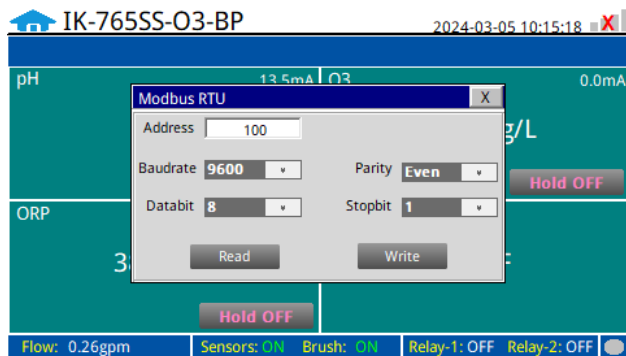 IK-765SS-O3-BP
2024-03-05 10:15:18
pH 13.5mA
O3 0.0mA
Modbus RTU X
Address 100
g/L
Baudrate 9600 Parity Even
Hold OFF
Databit 8 Stopbit 1
ORP
Read Write
Hold OFF
Flow: 0.26gpm Sensors: ON Brush: ON Relay-1: OFF Relay-2: OFF